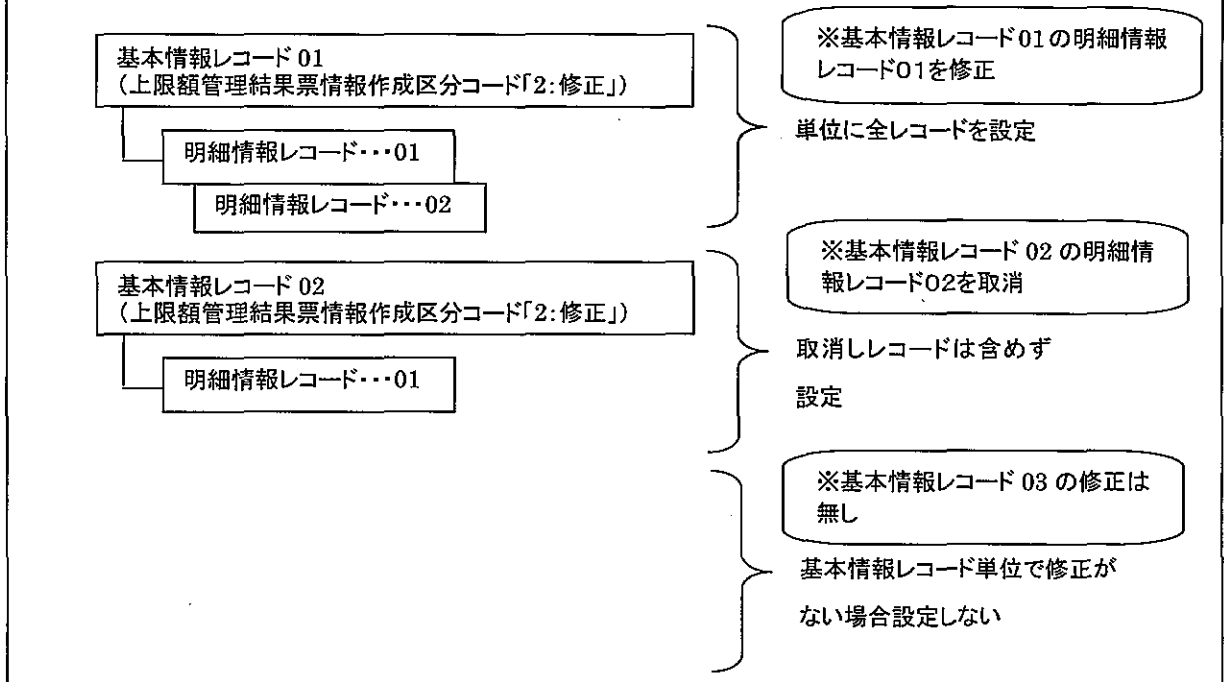 基本情報レコード 01
(上限額管理結果票情報作成区分コード「2:修正」)
明細情報レコード・・・01
明細情報レコード・・・02
※基本情報レコード01の明細情報
レコード01を修正
単位に全レコードを設定
基本情報レコード 02
(上限額管理結果票情報作成区分コード「2:修正」)
明細情報レコード・・・01
※基本情報レコード 02 の明細情
報レコード02を取消
取消しレコードは含めず
設定
※基本情報レコード 03 の修正は
無し
基本情報レコード単位で修正が
ない場合設定しない